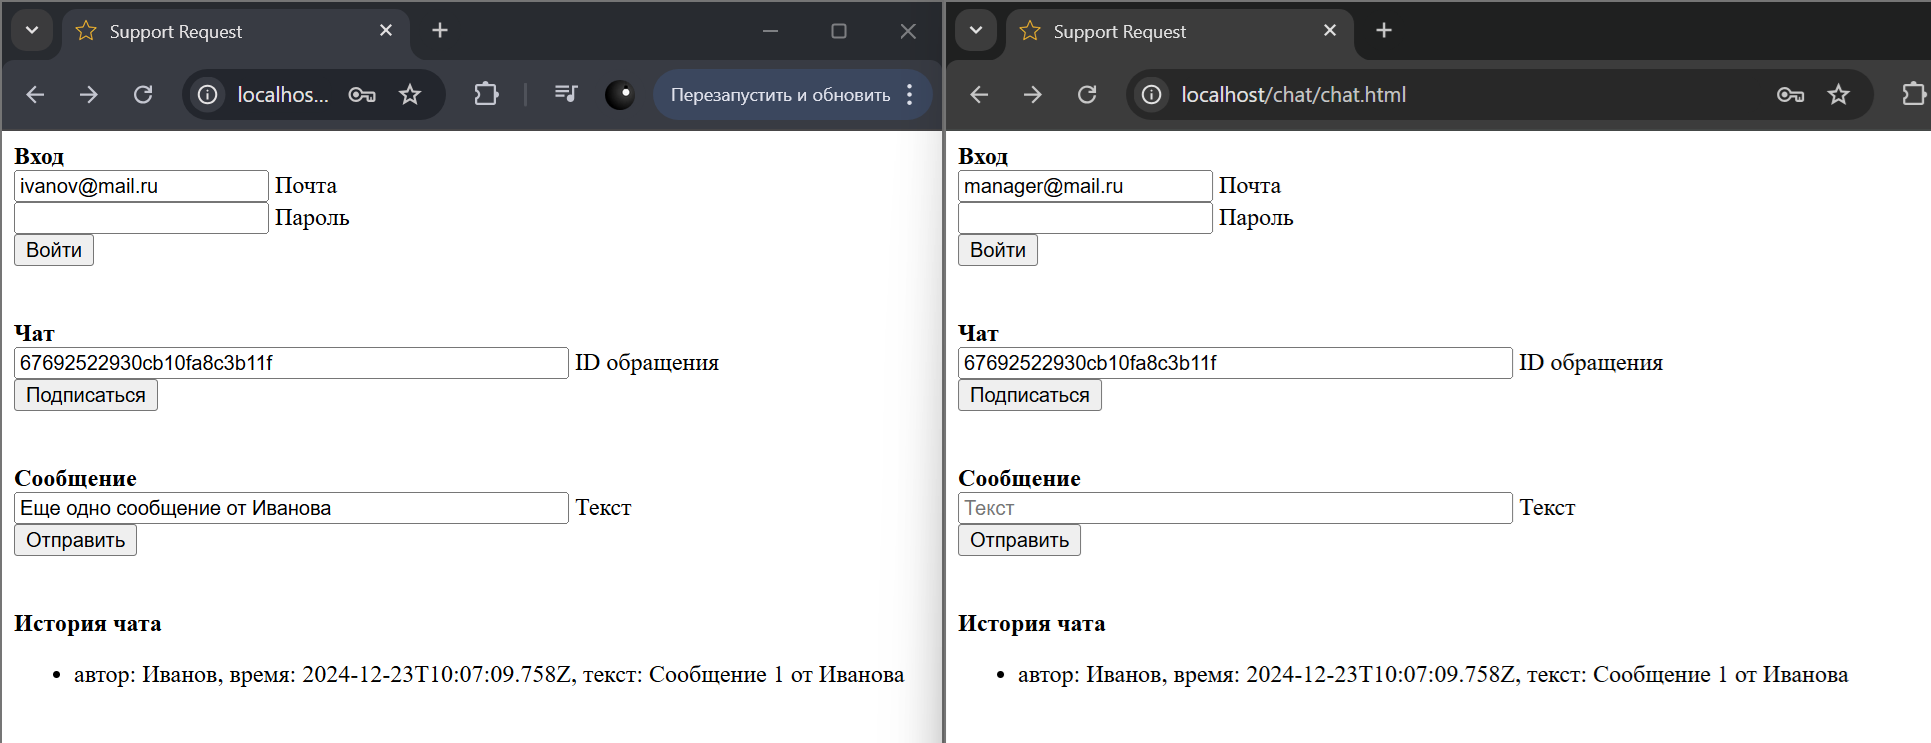 Support Request
localhos...
Перезапустить и обновить
Вход
ivanov@mail.ru Почта
Пароль
Войти
Чат
67692522930cb10fa8c3b11f ID обращения
Подписаться
Сообщение
Еще одно сообщение от Иванова Текст
Отправить
История чата
• автор: Иванов, время: 2024-12-23T10:07:09.758Z, текст: Сообщение 1 от Иванова
Support Request
localhost/chat/chat.html
Вход
manager@mail.ru Почта
Пароль
Войти
Чат
67692522930cb10fa8c3b11f ID обращения
Подписаться
Сообщение
Текст Текст
Отправить
История чата
• автор: Иванов, время: 2024-12-23T10:07:09.758Z, текст: Сообщение 1 от Иванова